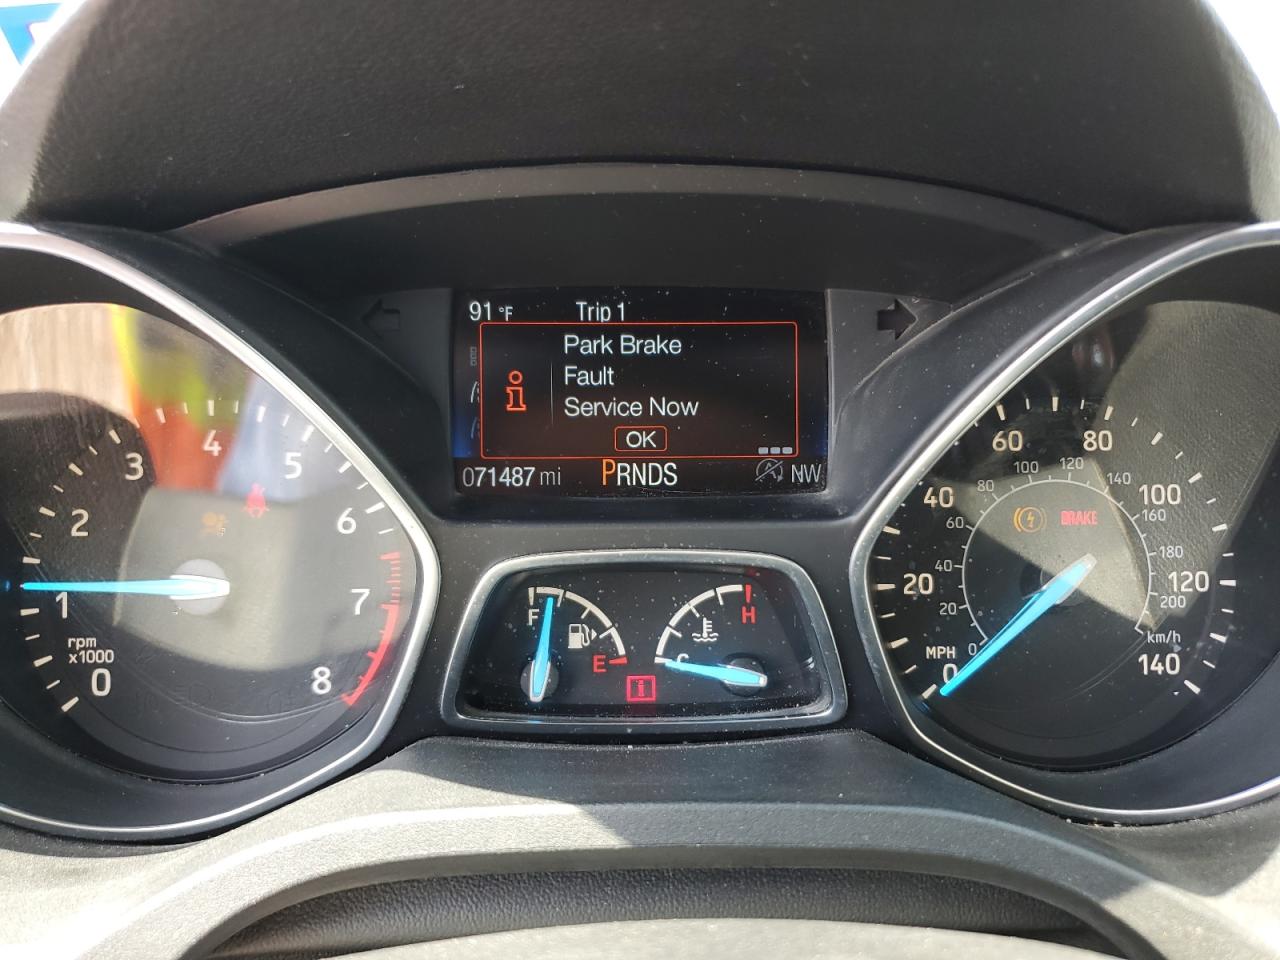 91 °F Trip 1
Park Brake
Fault
Service Now
OK
071487 mi PRNDS NW
0 1 2 3 4 5 6 7 8
rpm
x1000
F E
C H
BRAKE
0 20 40 60 80 100 120 140
MPH
0 20 40 60 80 100 120 140 160 180 200
km/h